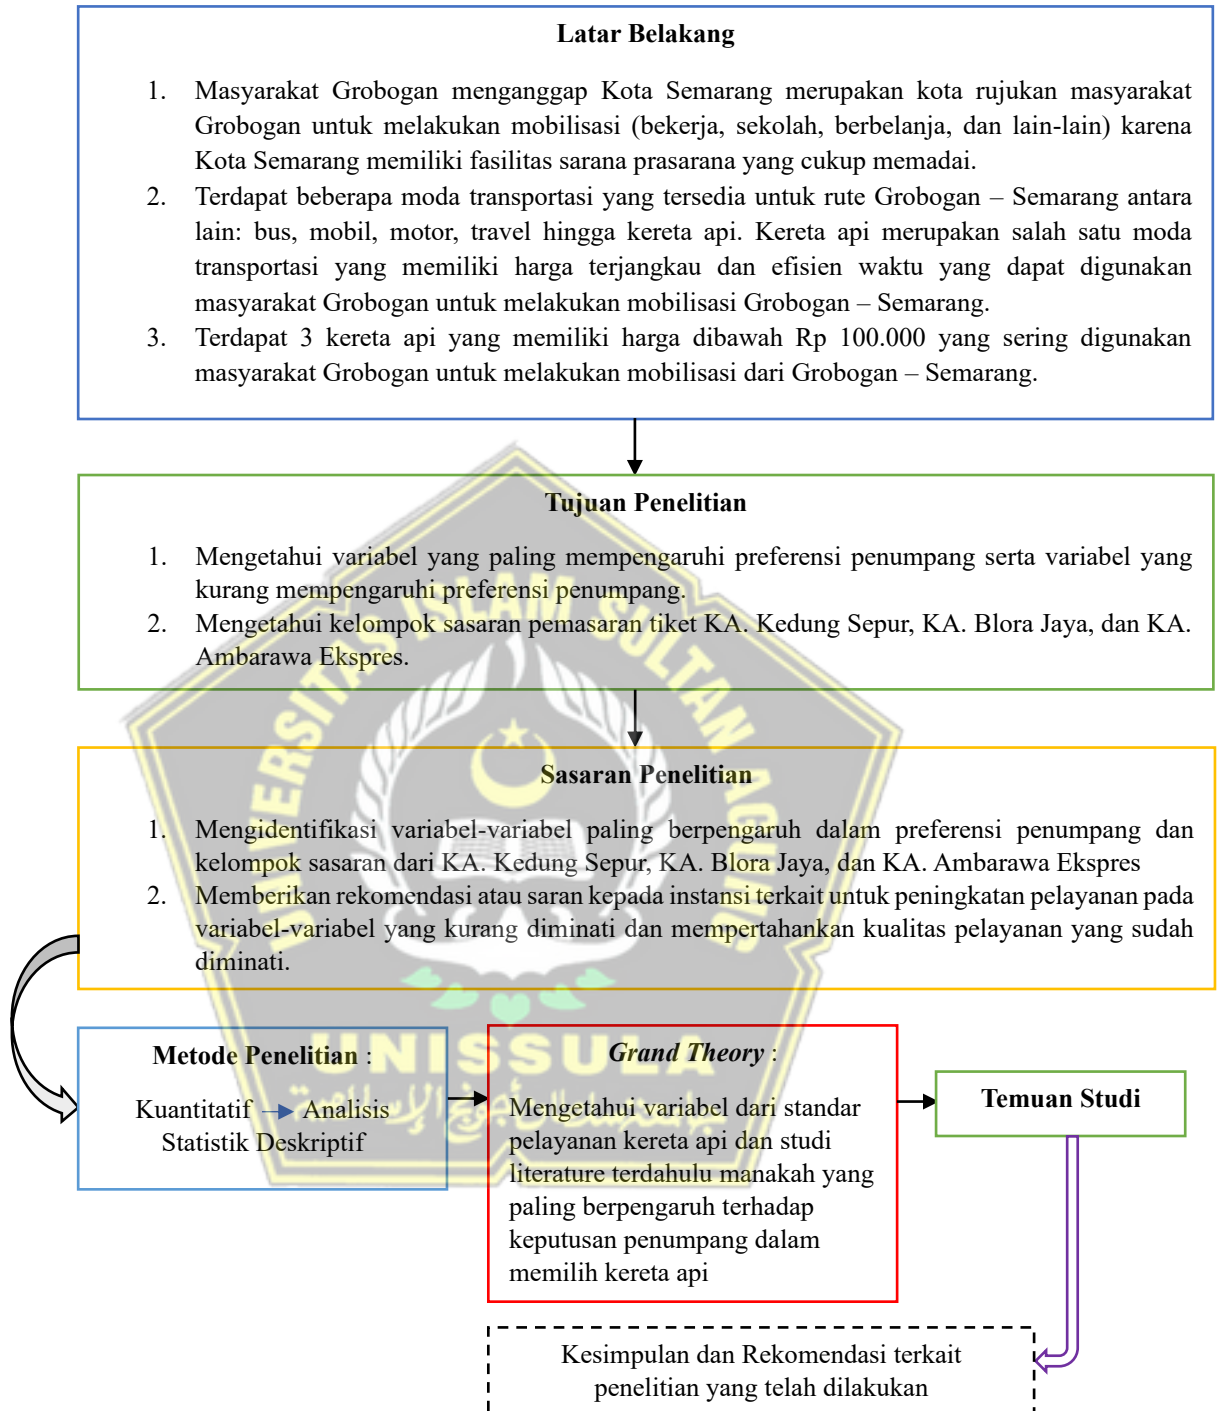 Latar Belakang
1. Masyarakat Grobogan menganggap Kota Semarang merupakan kota rujukan masyarakat
Grobogan untuk melakukan mobilisasi (bekerja, sekolah, berbelanja, dan lain-lain) karena
Kota Semarang memiliki fasilitas sarana prasarana yang cukup memadai.
2. Terdapat beberapa moda transportasi yang tersedia untuk rute Grobogan – Semarang antara
lain: bus, mobil, motor, travel hingga kereta api. Kereta api merupakan salah satu moda
transportasi yang memiliki harga terjangkau dan efisien waktu yang dapat digunakan
masyarakat Grobogan untuk melakukan mobilisasi Grobogan – Semarang.
3. Terdapat 3 kereta api yang memiliki harga dibawah Rp 100.000 yang sering digunakan
masyarakat Grobogan untuk melakukan mobilisasi dari Grobogan – Semarang.
Tujuan Penelitian
1. Mengetahui variabel yang paling mempengaruhi preferensi penumpang serta variabel yang
kurang mempengaruhi preferensi penumpang.
2. Mengetahui kelompok sasaran pemasaran tiket KA. Kedung Sepur, KA. Blora Jaya, dan KA.
Ambarawa Ekspres.
Sasaran Penelitian
1. Mengidentifikasi variabel-variabel paling berpengaruh dalam preferensi penumpang dan
kelompok sasaran dari KA. Kedung Sepur, KA. Blora Jaya, dan KA. Ambarawa Ekspres
2. Memberikan rekomendasi atau saran kepada instansi terkait untuk peningkatan pelayanan pada
variabel-variabel yang kurang diminati dan mempertahankan kualitas pelayanan yang sudah
diminati.
Metode Penelitian :
Kuantitatif Analisis
Statistik Deskriptif
Grand Theory :
Mengetahui variabel dari standar
pelayanan kereta api dan studi
literature terdahulu manakah yang
paling berpengaruh terhadap
keputusan penumpang dalam
memilih kereta api
Temuan Studi
Kesimpulan dan Rekomendasi terkait
penelitian yang telah dilakukan
UNIVERSITAS ISLAM SULTAN AGUNG
UNISSULA